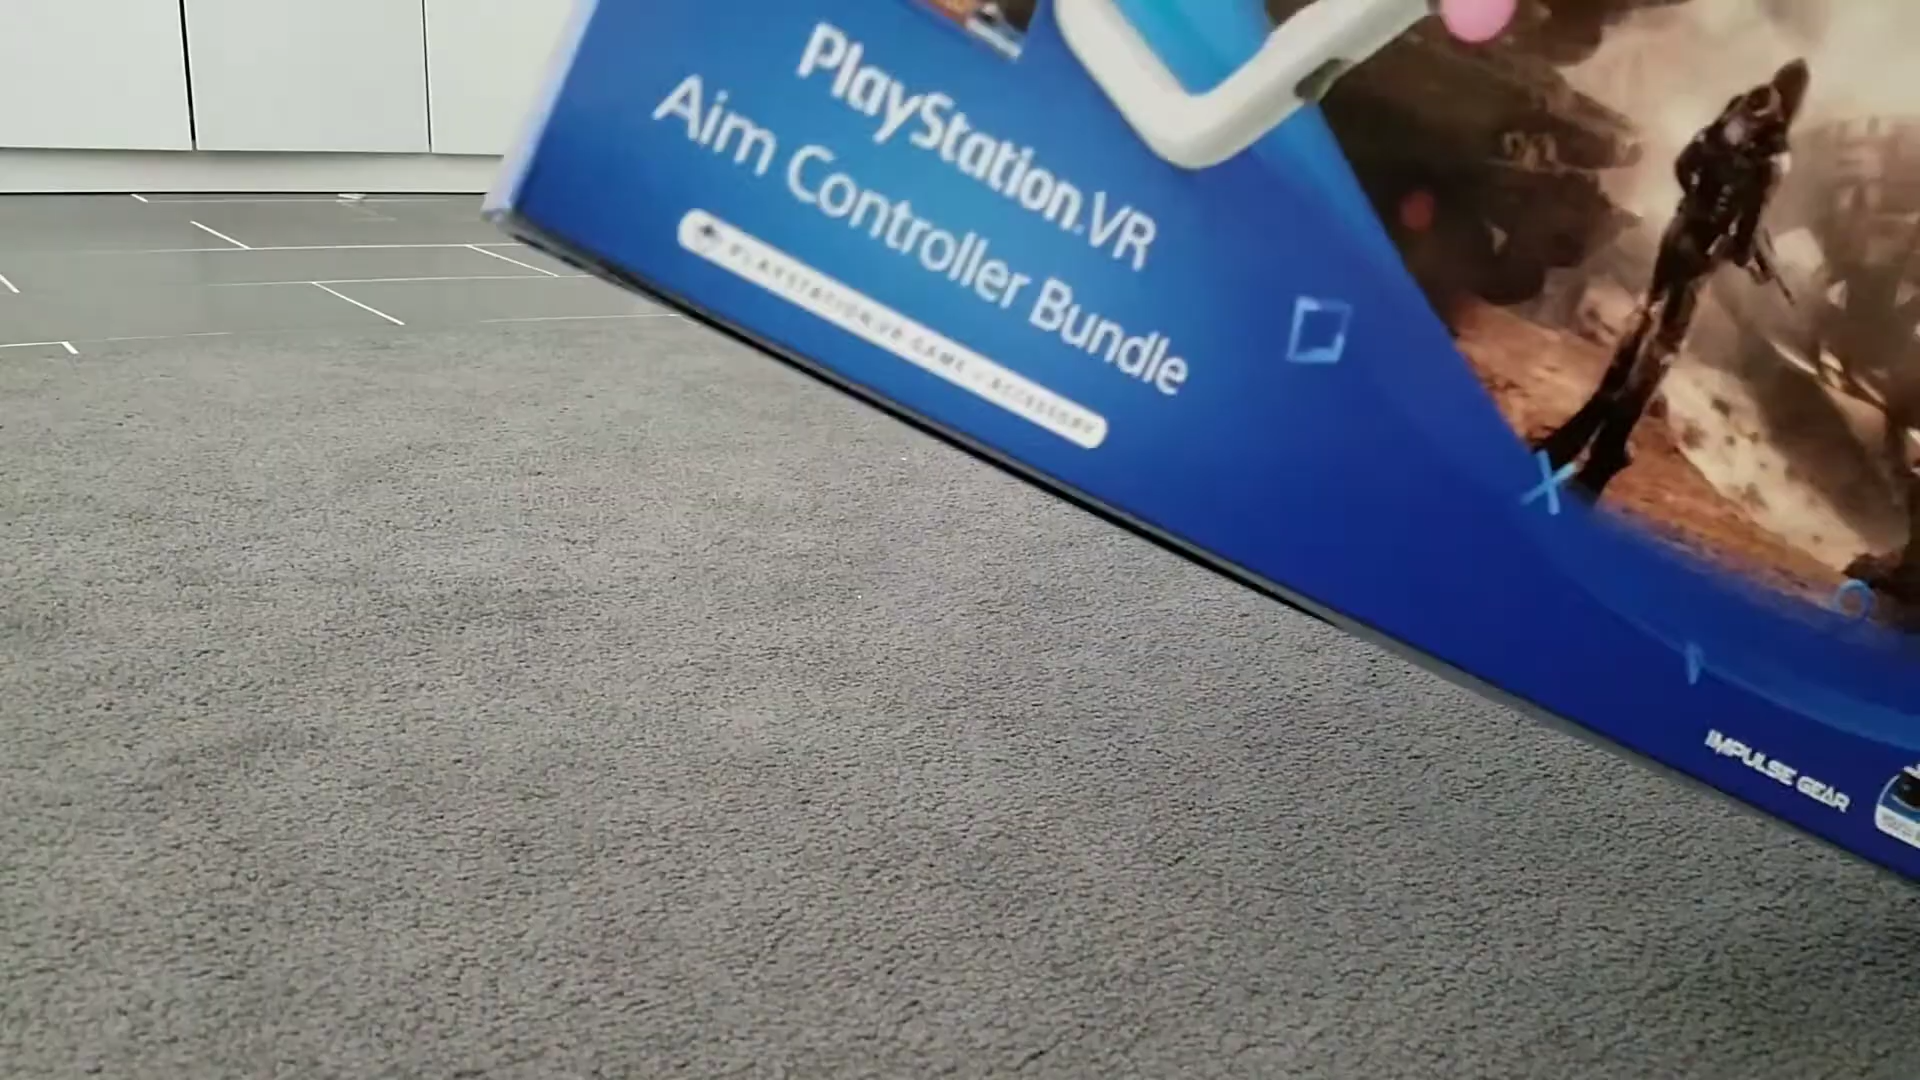 PlayStation.VR
Aim Controller Bundle
PLAYSTATION.VR GAME / ACCESSORY
IMPULSE GEAR